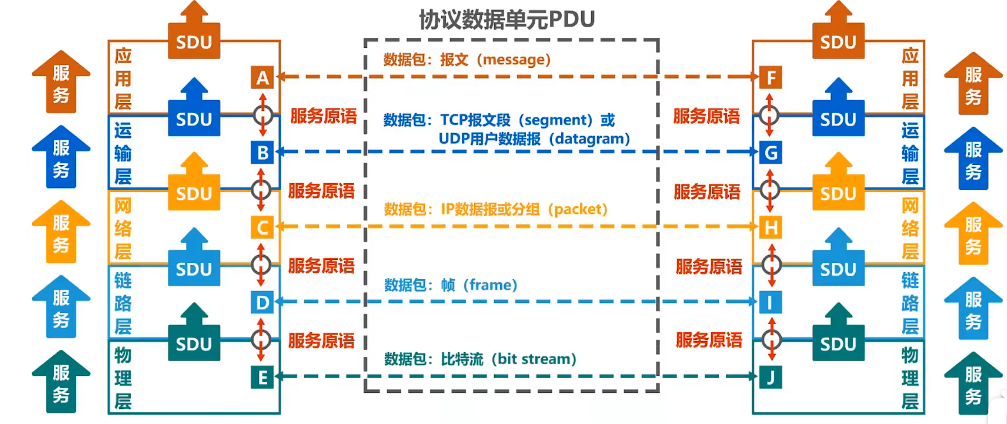 协议数据单元PDU
SDU
SDU
应用层
应用层
服务
服务
A
数据包：报文（message）
F
服务原语
服务原语
SDU
SDU
数据包：TCP报文段（segment）或
UDP用户数据报（datagram）
运输层
运输层
服务
服务
B
G
服务原语
服务原语
SDU
SDU
网络层
网络层
服务
服务
C
数据包：IP数据报或分组（packet）
H
服务原语
服务原语
SDU
SDU
链路层
链路层
服务
服务
D
数据包：帧（frame）
I
服务原语
服务原语
SDU
SDU
物理层
物理层
服务
服务
E
数据包：比特流（bit stream）
J